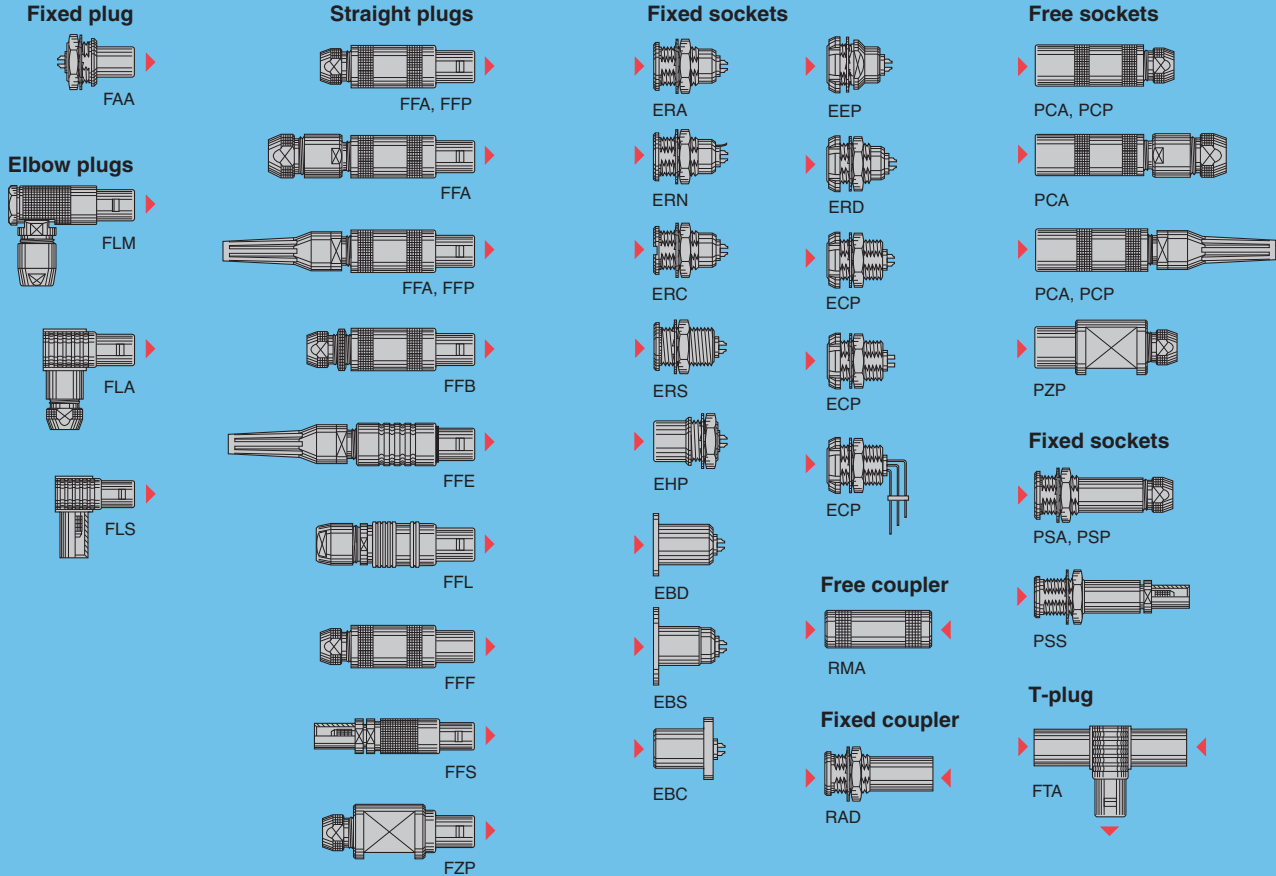 Fixed plug
FAA
Elbow plugs
FLM
FLA
FLS
Straight plugs
FFA, FFP
FFA
FFA, FFP
FFB
FFE
FFL
FFF
FFS
FZP
Fixed sockets
ERA
ERN
ERC
ERS
EHP
EBD
EBS
EBC
EEP
ERD
ECP
ECP
ECP
Free coupler
RMA
Fixed coupler
RAD
Free sockets
PCA, PCP
PCA
PCA, PCP
PZP
Fixed sockets
PSA, PSP
PSS
T-plug
FTA